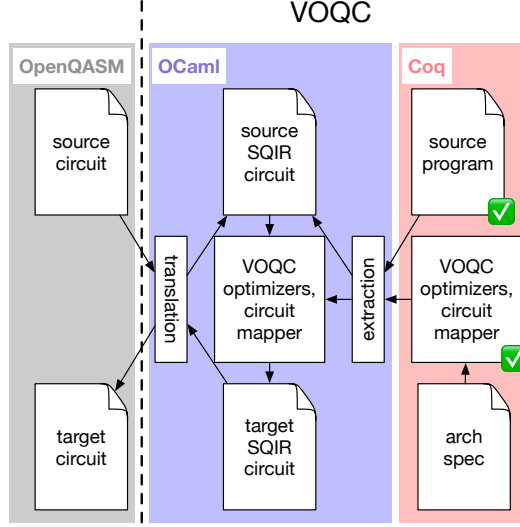 VOQC
OpenQASM
OCaml
Coq
source
circuit
source
SQIR
circuit
source
program
translation
VOQC
optimizers,
circuit
mapper
extraction
VOQC
optimizers,
circuit
mapper
target
circuit
target
SQIR
circuit
arch
spec